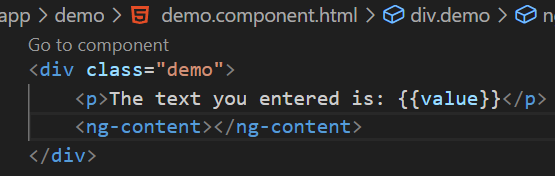 app > demo > demo.component.html > div.demo >
Go to component
<div class="demo">
    <p>The text you entered is: {{value}}</p>
    <ng-content></ng-content>
</div>